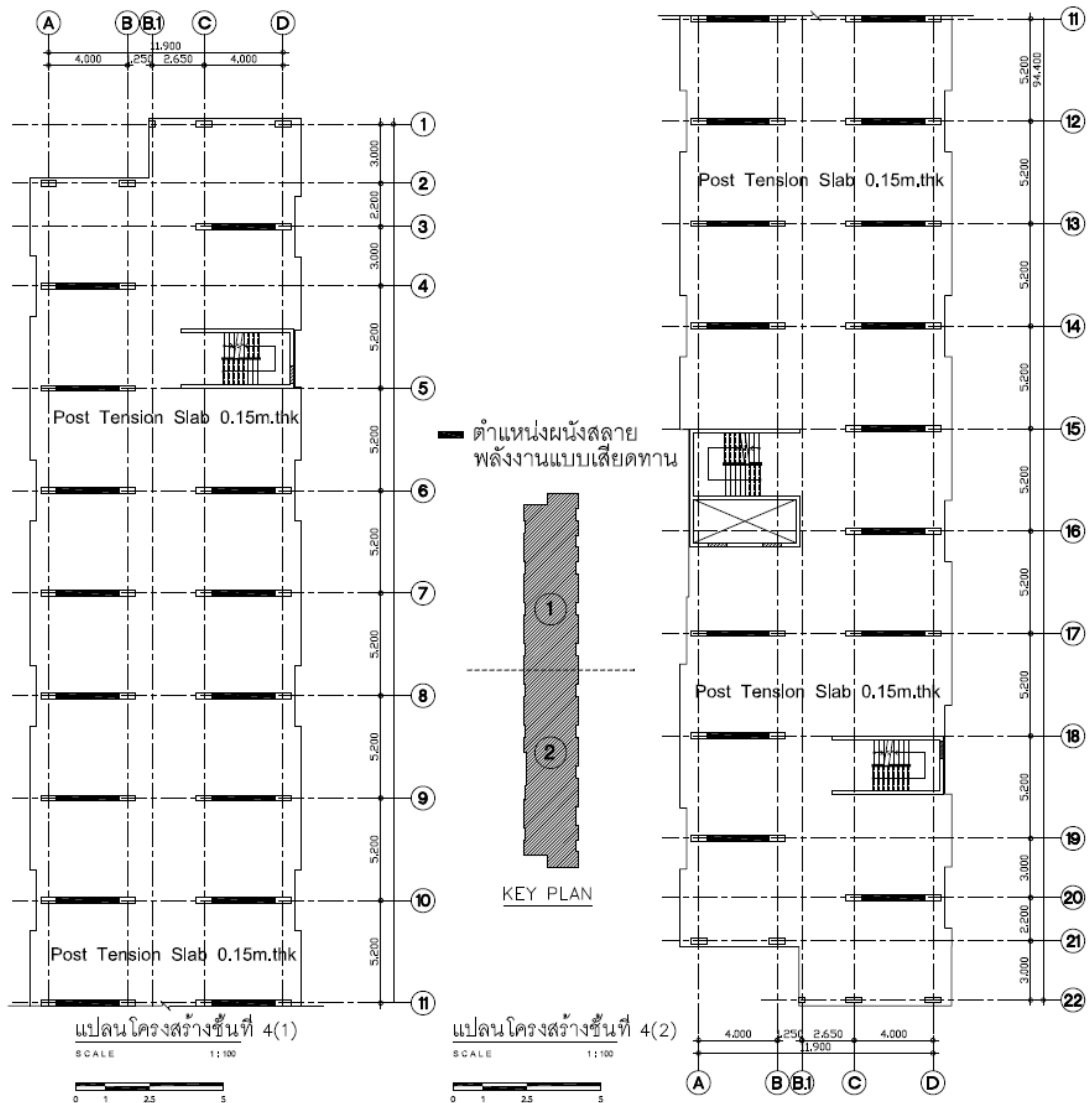 A B B.1 C D
11.900
4.000 .250 2.650 4.000
1
3.000
2
2.200
3
3.000
4
5.200
5
Post Tension Slab 0.15m.thk
5.200
6
5.200
7
5.200
8
5.200
9
5.200
10
Post Tension Slab 0.15m.thk
5.200
11
แปลนโครงสร้างชั้นที่ 4(1)
SCALE 1:100
0 1 2.5 5
ตำแหน่งผนังสลาย
พลังงานแบบเสียดทาน
1
2
KEY PLAN
แปลนโครงสร้างชั้นที่ 4(2)
SCALE 1:100
0 1 2.5 5
11
5.200
94.400
12
Post Tension Slab 0.15m.thk
5.200
13
5.200
14
5.200
15
5.200
16
5.200
17
Post Tension Slab 0.15m.thk
5.200
18
5.200
19
3.000
20
2.200
21
3.000
22
4.000 1.250 2.650 4.000
11.900
A B B.1 C D